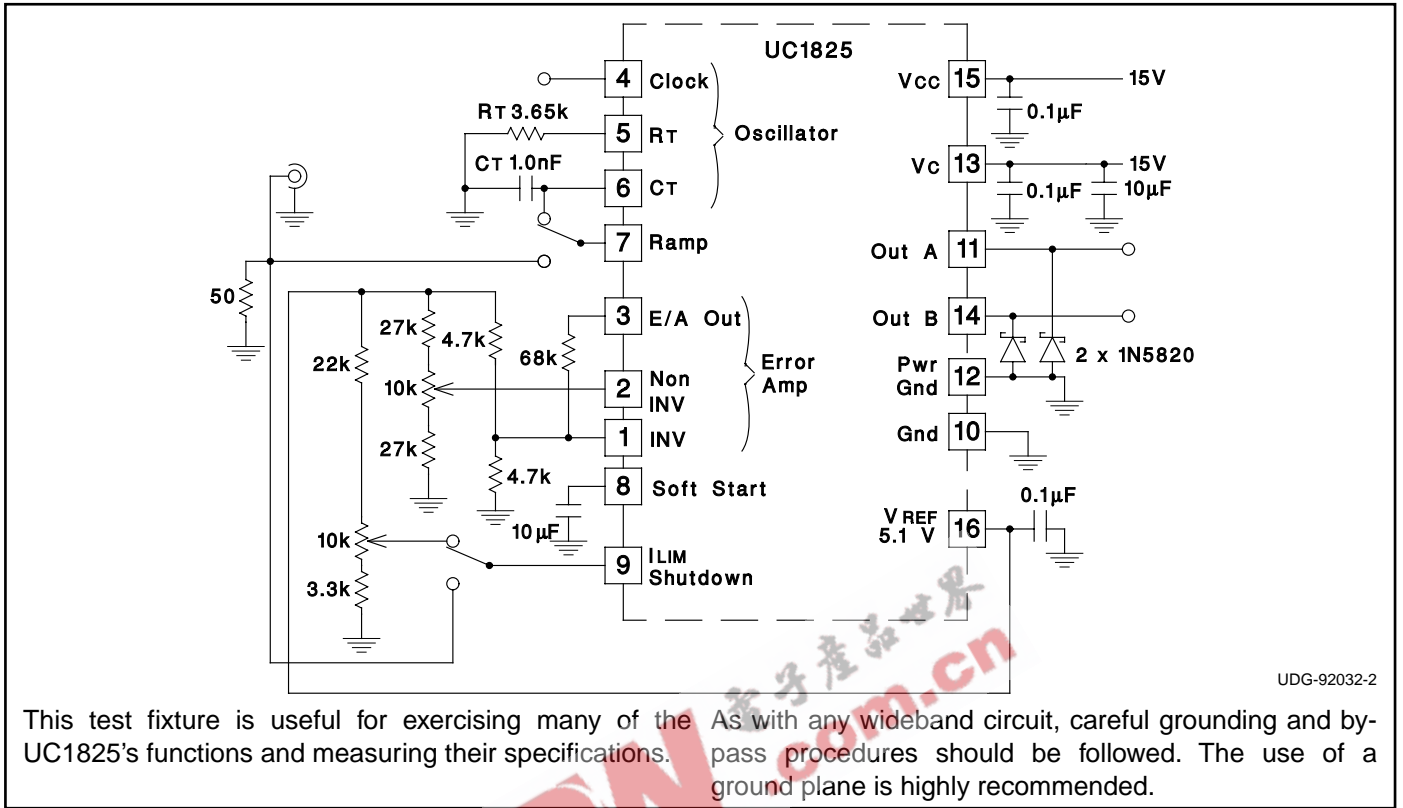 UC1825
4 Clock
RT 3.65k
5 RT
Oscillator
CT 1.0nF
6 CT
7 Ramp
50
27k
4.7k
68k
3 E/A Out
22k
10k
2 Non INV
Error Amp
27k
1 INV
4.7k
8 Soft Start
10µF
10k
9 ILIM Shutdown
3.3k
VCC 15
15V
0.1µF
VC 13
15V
0.1µF
10µF
Out A 11
Out B 14
2 x 1N5820
Pwr Gnd 12
Gnd 10
VREF 5.1 V 16
0.1µF
UDG-92032-2
This test fixture is useful for exercising many of the
UC1825's functions and measuring their specifications.
As with any wideband circuit, careful grounding and by-
pass procedures should be followed. The use of a
ground plane is highly recommended.
電子產品世界
.com.cn